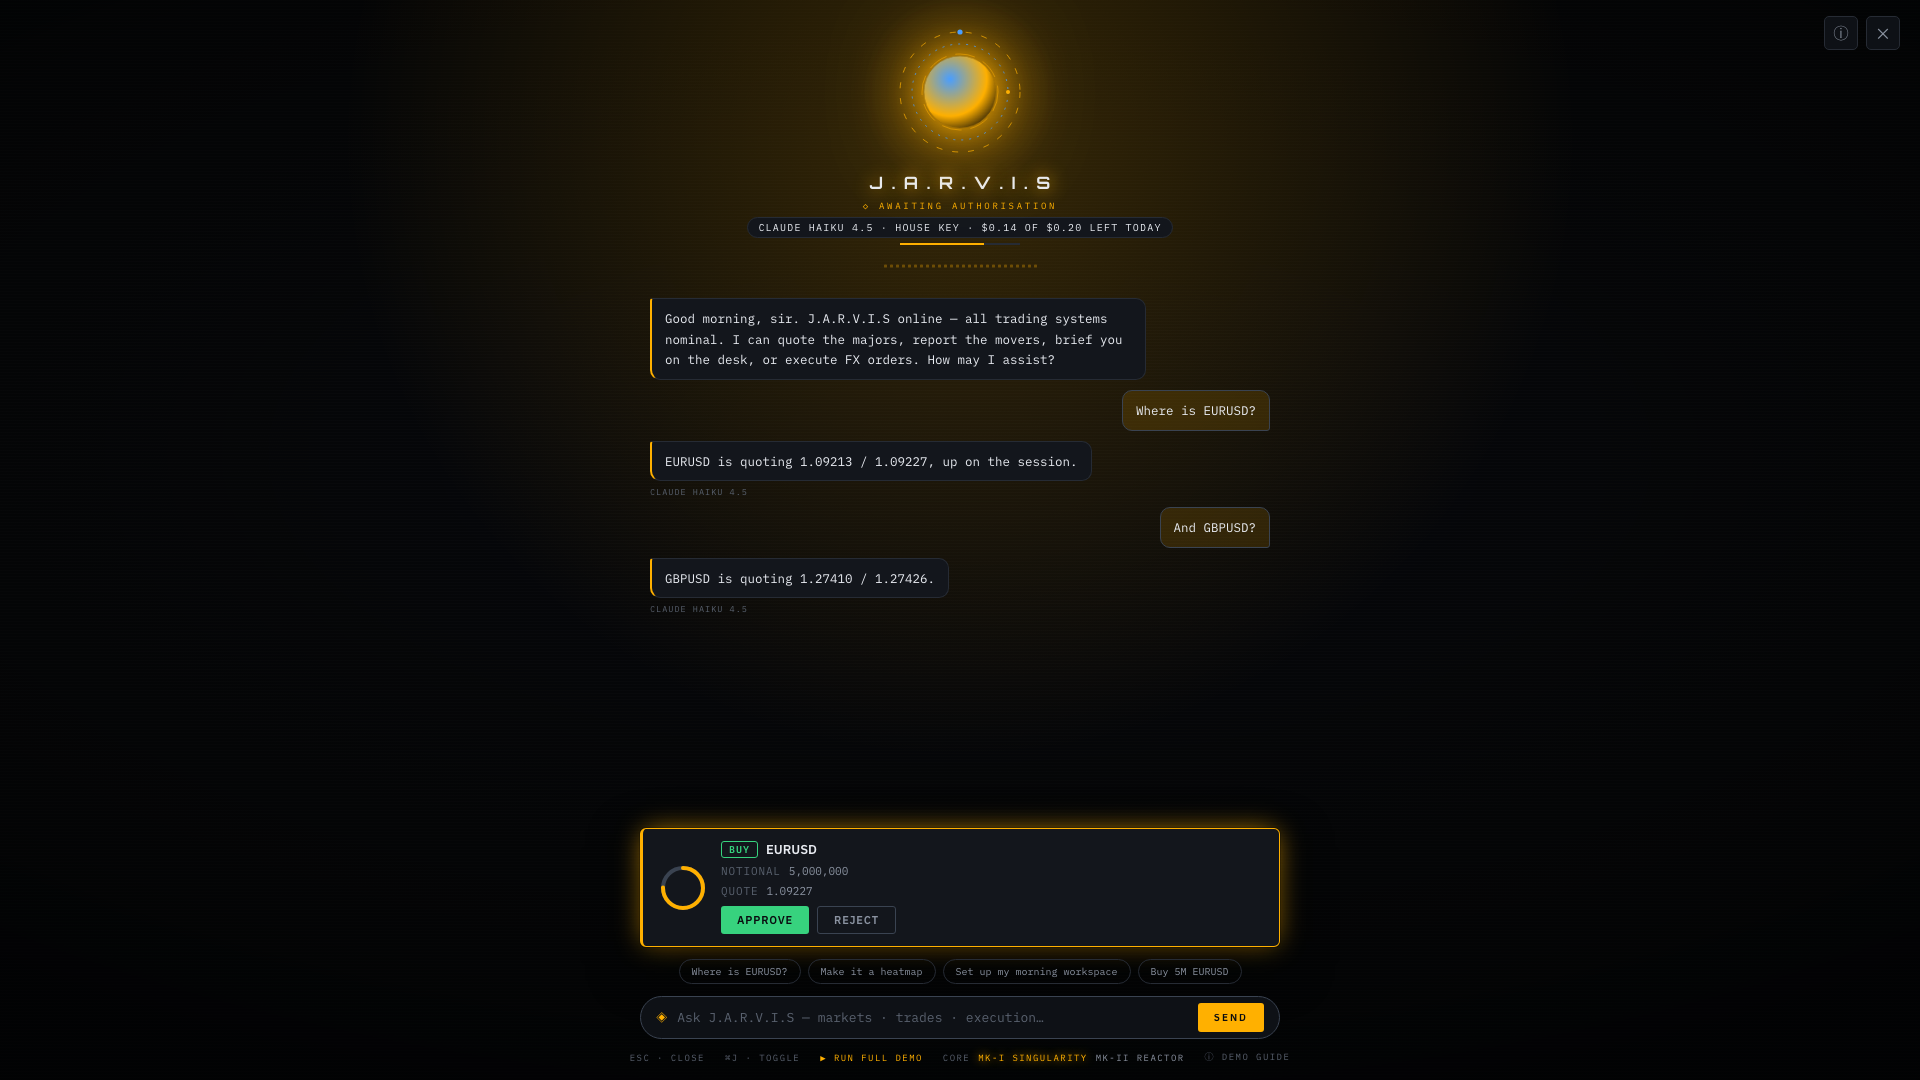 ⓘ ×
J.A.R.V.I.S
◇ AWAITING AUTHORISATION
CLAUDE HAIKU 4.5 · HOUSE KEY · $0.14 OF $0.20 LEFT TODAY
Good morning, sir. J.A.R.V.I.S online — all trading systems
nominal. I can quote the majors, report the movers, brief you
on the desk, or execute FX orders. How may I assist?
Where is EURUSD?
EURUSD is quoting 1.09213 / 1.09227, up on the session.
CLAUDE HAIKU 4.5
And GBPUSD?
GBPUSD is quoting 1.27410 / 1.27426.
CLAUDE HAIKU 4.5
BUY EURUSD
NOTIONAL 5,000,000
QUOTE 1.09227
APPROVE REJECT
Where is EURUSD? Make it a heatmap Set up my morning workspace Buy 5M EURUSD
◈ Ask J.A.R.V.I.S — markets · trades · execution… SEND
ESC · CLOSE ⌘J · TOGGLE ▶ RUN FULL DEMO CORE MK-I SINGULARITY MK-II REACTOR ⓘ DEMO GUIDE